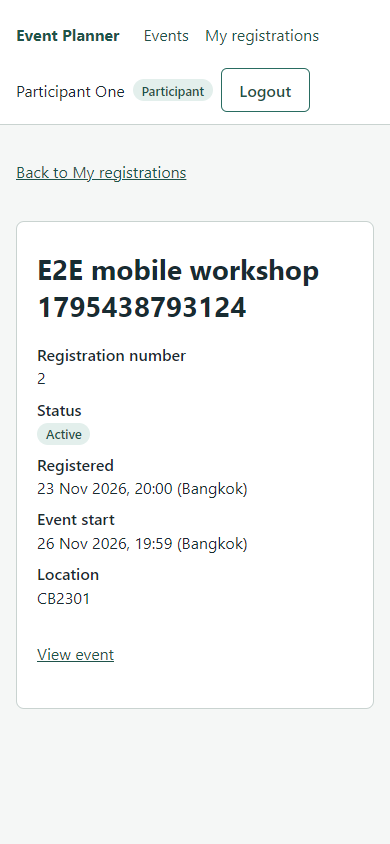 Event Planner Events My registrations
Participant One Participant Logout
Back to My registrations
E2E mobile workshop
1795438793124
Registration number
2
Status
Active
Registered
23 Nov 2026, 20:00 (Bangkok)
Event start
26 Nov 2026, 19:59 (Bangkok)
Location
CB2301
View event